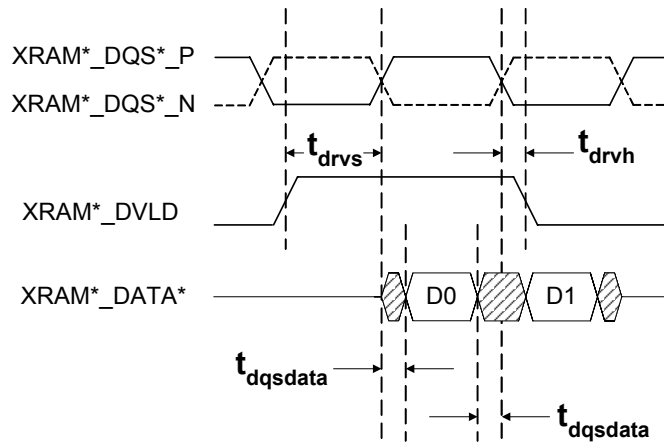 XRAM*_DQS*_P
XRAM*_DQS*_N
tdrvs
tdrvh
XRAM*_DVLD
XRAM*_DATA*
D0
D1
tdqsdata
tdqsdata